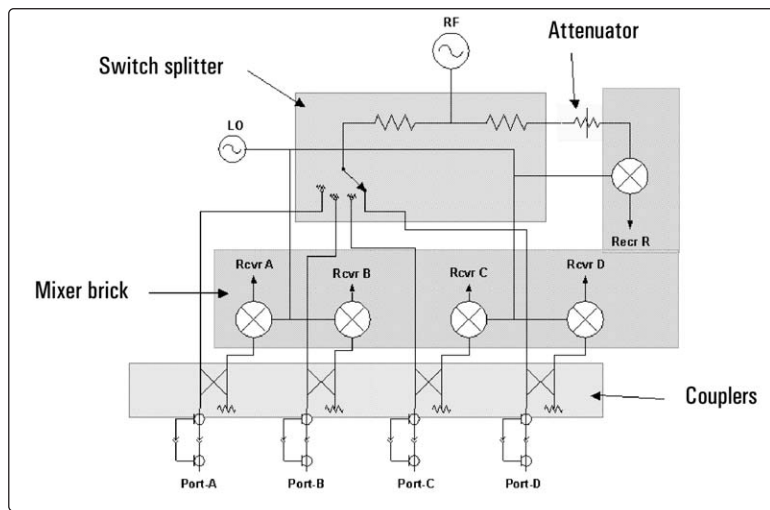 RF
Attenuator
Switch splitter
LO
Recr R
Rcvr A
Rcvr B
Rcvr C
Rcvr D
Mixer brick
Couplers
Port-A
Port-B
Port-C
Port-D